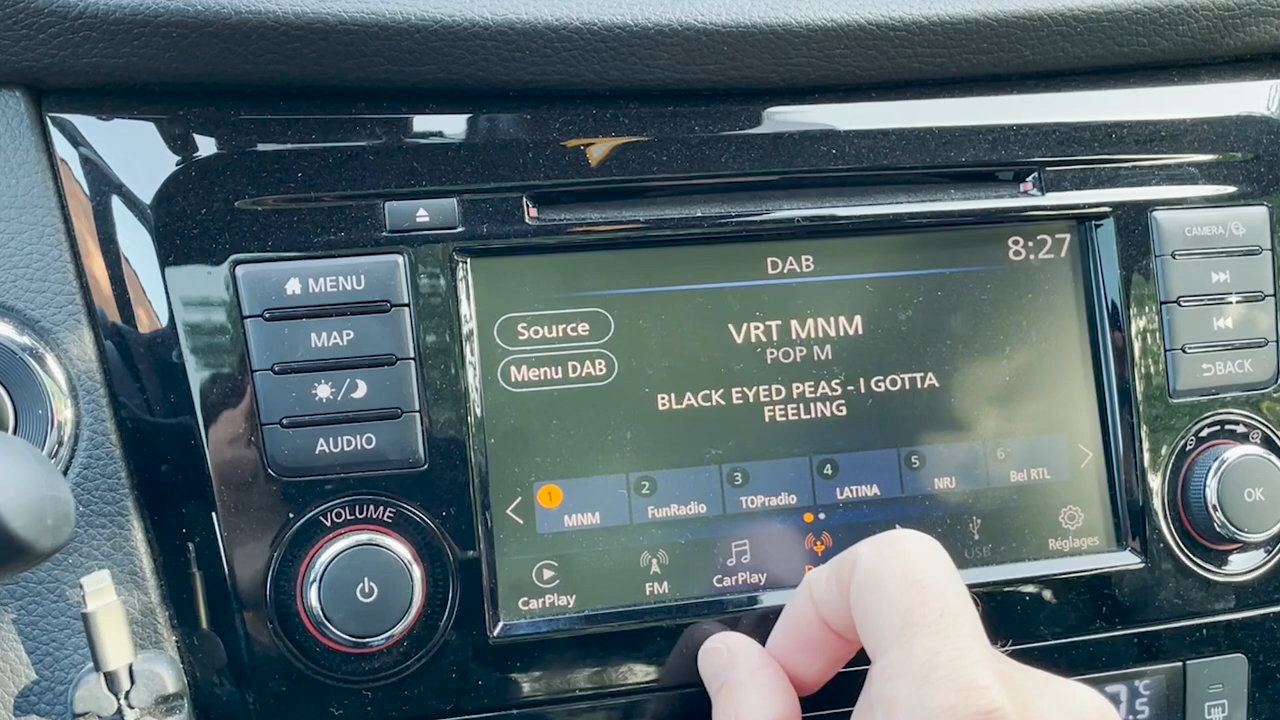 MENU
MAP
AUDIO
VOLUME
DAB
8:27
Source
Menu DAB
VRT MNM
POP M
BLACK EYED PEAS - I GOTTA
FEELING
1 MNM
2 FunRadio
3 TOPradio
4 LATINA
5 NRJ
6 Bel RTL
CarPlay
FM
CarPlay
USB
Réglages
CAMERA/
BACK
OK
°C